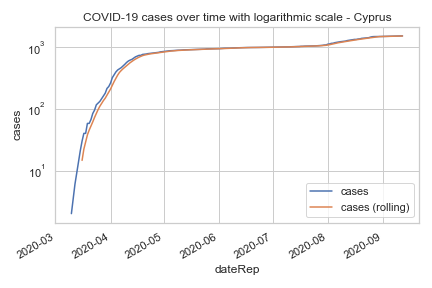 COVID-19 cases over time with logarithmic scale - Cyprus
10³
10²
10¹
cases
cases
cases (rolling)
2020-03
2020-04
2020-05
2020-06
2020-07
2020-08
2020-09
dateRep